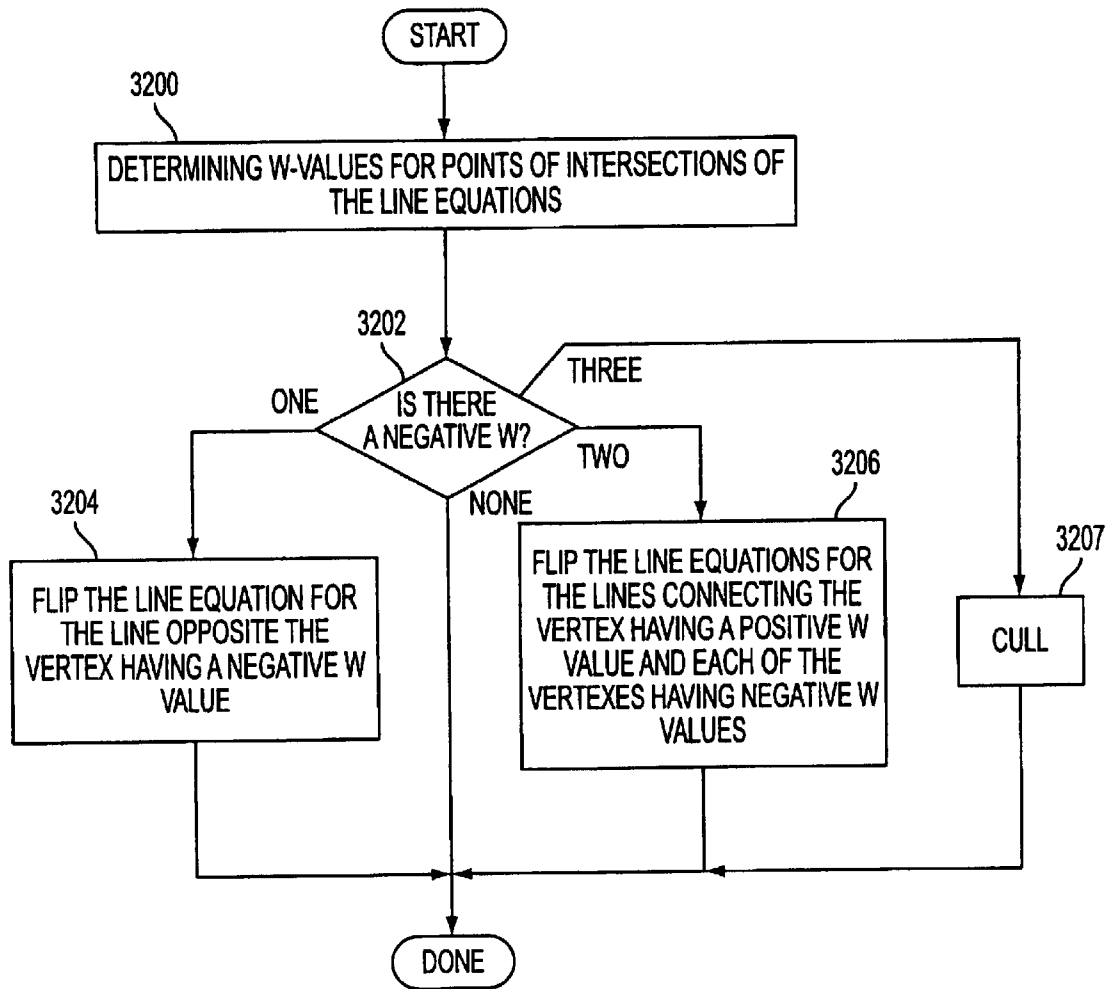 START
3200
DETERMINING W-VALUES FOR POINTS OF INTERSECTIONS OF
THE LINE EQUATIONS
3202
IS THERE
A NEGATIVE W?
ONE
THREE
TWO
NONE
3204
FLIP THE LINE EQUATION FOR
THE LINE OPPOSITE THE
VERTEX HAVING A NEGATIVE W
VALUE
3206
FLIP THE LINE EQUATIONS FOR
THE LINES CONNECTING THE
VERTEX HAVING A POSITIVE W
VALUE AND EACH OF THE
VERTEXES HAVING NEGATIVE W
VALUES
3207
CULL
DONE